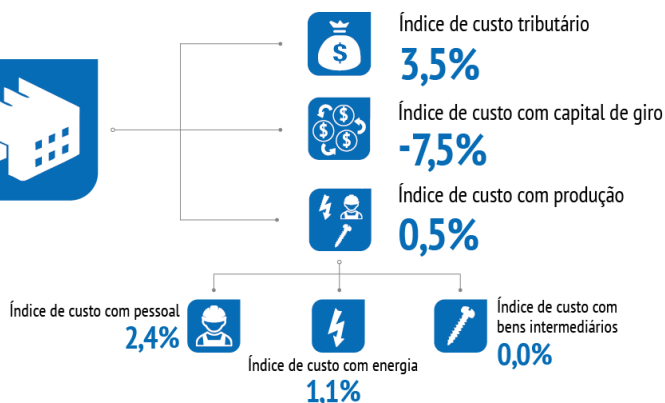 Índice de custo tributário
$
3,5%
Índice de custo com capital de giro
$
$
$
-7,5%
Índice de custo com produção
0,5%
Índice de custo com pessoal
2,4%
Índice de custo com energia
1,1%
Índice de custo com
bens intermediários
0,0%